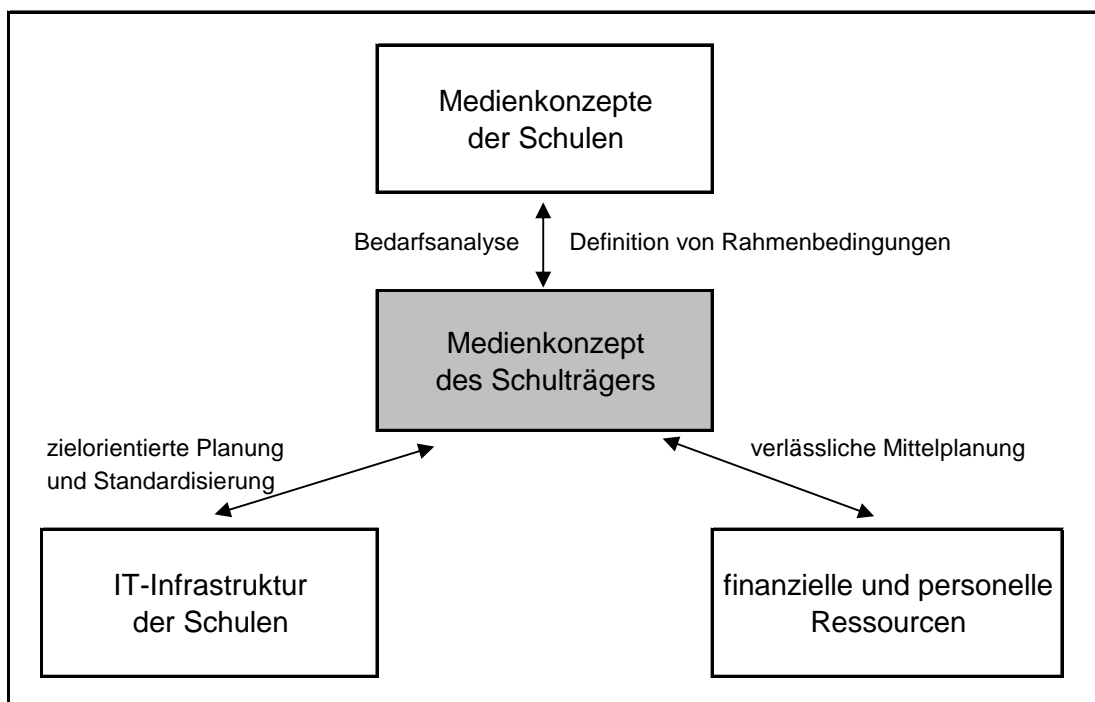 Medienkonzepte
der Schulen
Bedarfsanalyse
Definition von Rahmenbedingungen
Medienkonzept
des Schulträgers
zielorientierte Planung
und Standardisierung
verlässliche Mittelplanung
IT-Infrastruktur
der Schulen
finanzielle und personelle
Ressourcen